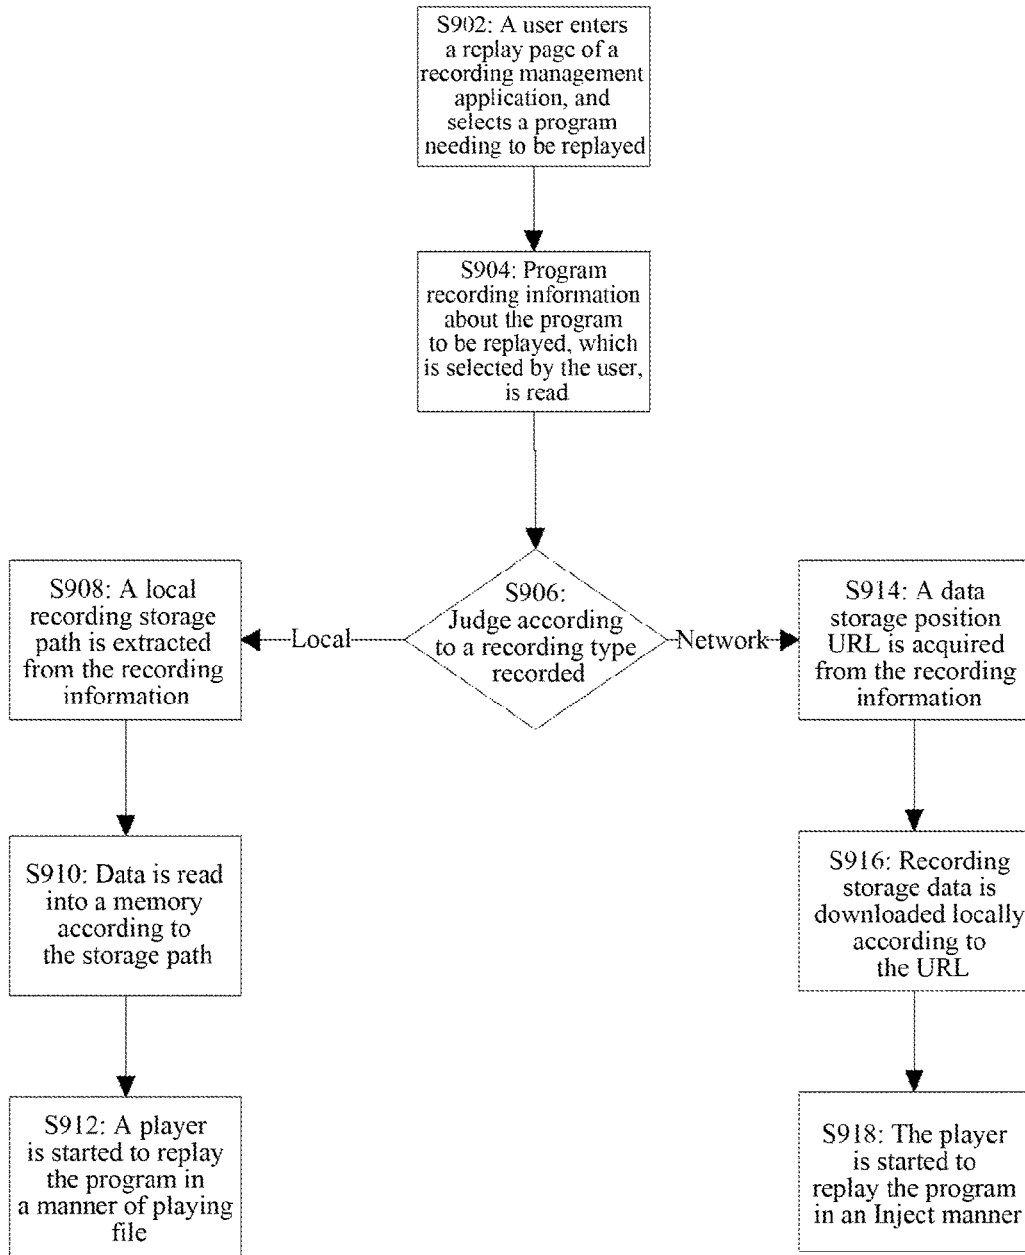 S902: A user enters
a replay page of a
recording management
application, and
selects a program
needing to be replayed
S904: Program
recording information
about the program
to be replayed, which
is selected by the user,
is read
S906:
Judge according
to a recording type
recorded
Local
Network
S908: A local
recording storage
path is extracted
from the recording
information
S910: Data is read
into a memory
according to
the storage path
S912: A player
is started to replay
the program in
a manner of playing
file
S914: A data
storage position
URL is acquired
from the recording
information
S916: Recording
storage data is
downloaded locally
according to
the URL
S918: The player
is started to
replay the program
in an Inject manner